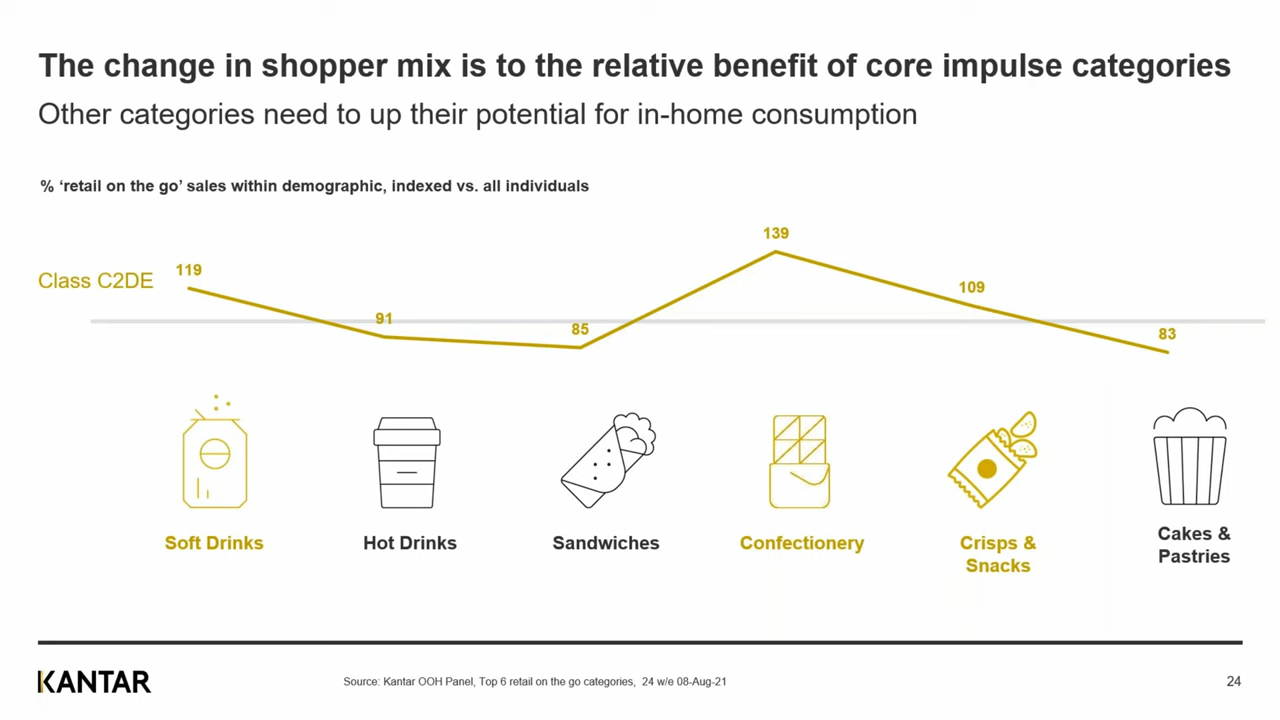 The change in shopper mix is to the relative benefit of core impulse categories
Other categories need to up their potential for in-home consumption
% ‘retail on the go’ sales within demographic, indexed vs. all individuals
Class C2DE
119
91
85
139
109
83
Soft Drinks
Hot Drinks
Sandwiches
Confectionery
Crisps &
Snacks
Cakes &
Pastries
KANTAR
Source: Kantar OOH Panel, Top 6 retail on the go categories, 24 w/e 08-Aug-21
24